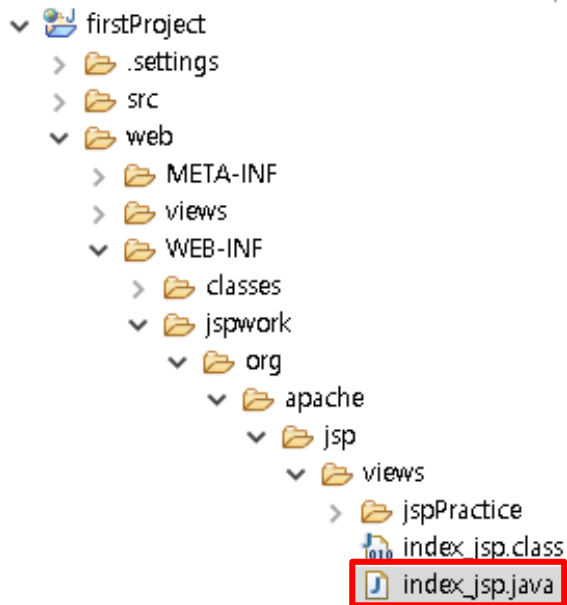 firstProject
.settings
src
web
META-INF
views
WEB-INF
classes
jspwork
org
apache
jsp
views
jspPractice
index_jsp.class
index_jsp.java